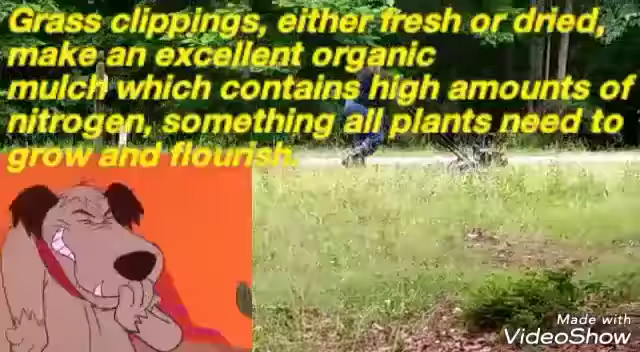 Grass clippings, either fresh or dried,
make an excellent organic
mulch which contains high amounts of
nitrogen, something all plants need to
grow and flourish.
Made with
VideoShow